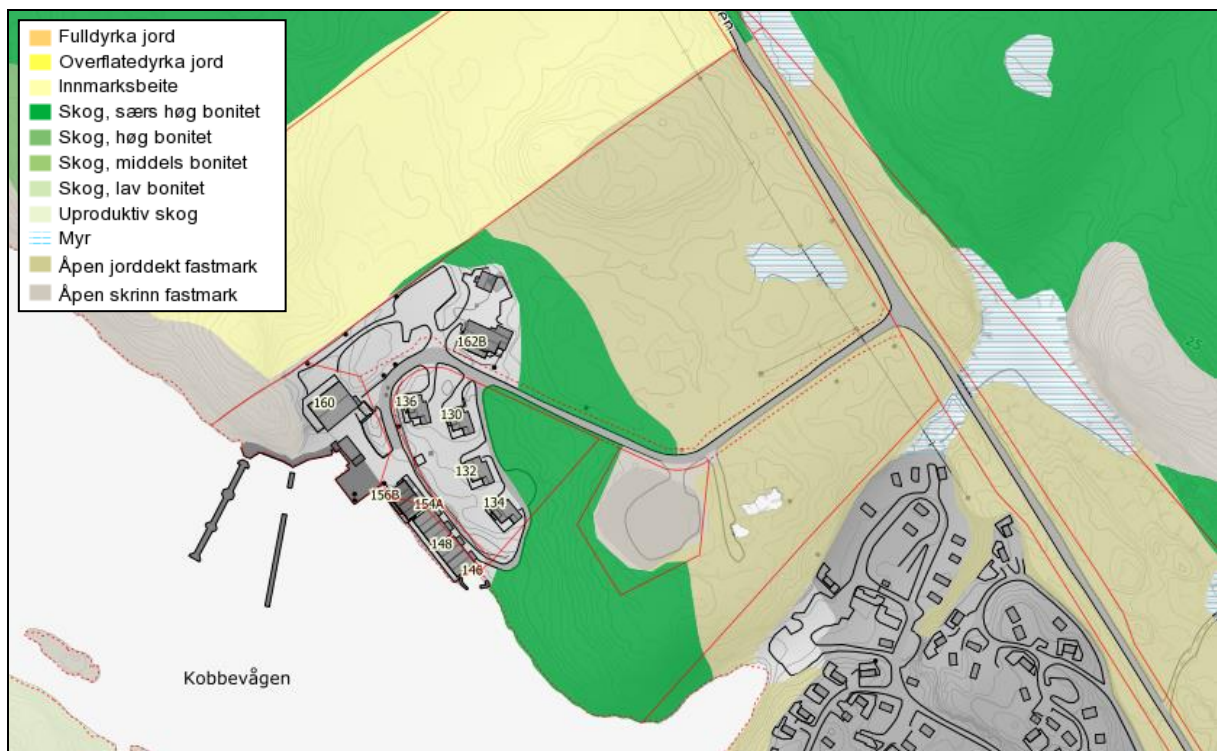 Fulldyrka jord
Overflatedyrka jord
Innmarksbeite
Skog, særs høg bonitet
Skog, høg bonitet
Skog, middels bonitet
Skog, lav bonitet
Uproduktiv skog
Myr
Åpen jorddekt fastmark
Åpen skrinn fastmark
en
25
162B
160
136
130
132
156B
154A
134
148
146
Kobbevågen